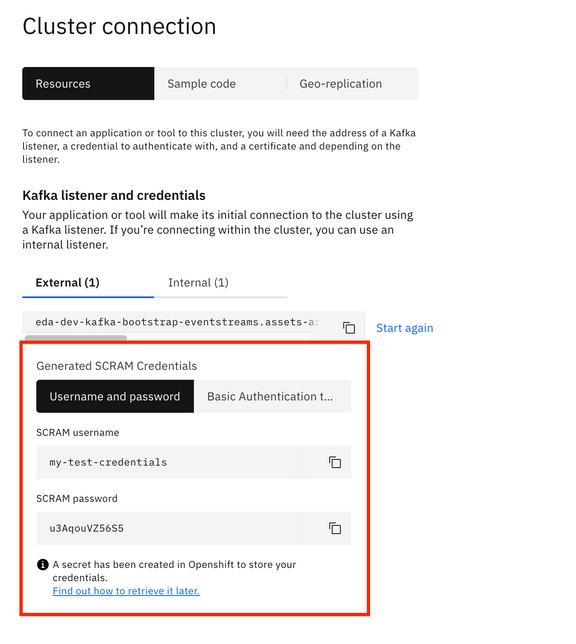 Cluster connection
Resources
Sample code
Geo-replication
To connect an application or tool to this cluster, you will need the address of a Kafka
listener, a credential to authenticate with, and a certificate and depending on the
listener.
Kafka listener and credentials
Your application or tool will make its initial connection to the cluster using
a Kafka listener. If you’re connecting within the cluster, you can use an
internal listener.
External (1)
Internal (1)
eda-dev-kafka-bootstrap-eventstreams.assets-a
Start again
Generated SCRAM Credentials
Username and password
Basic Authentication t...
SCRAM username
my-test-credentials
SCRAM password
u3AqouVZ56S5
A secret has been created in Openshift to store your
credentials.
Find out how to retrieve it later.